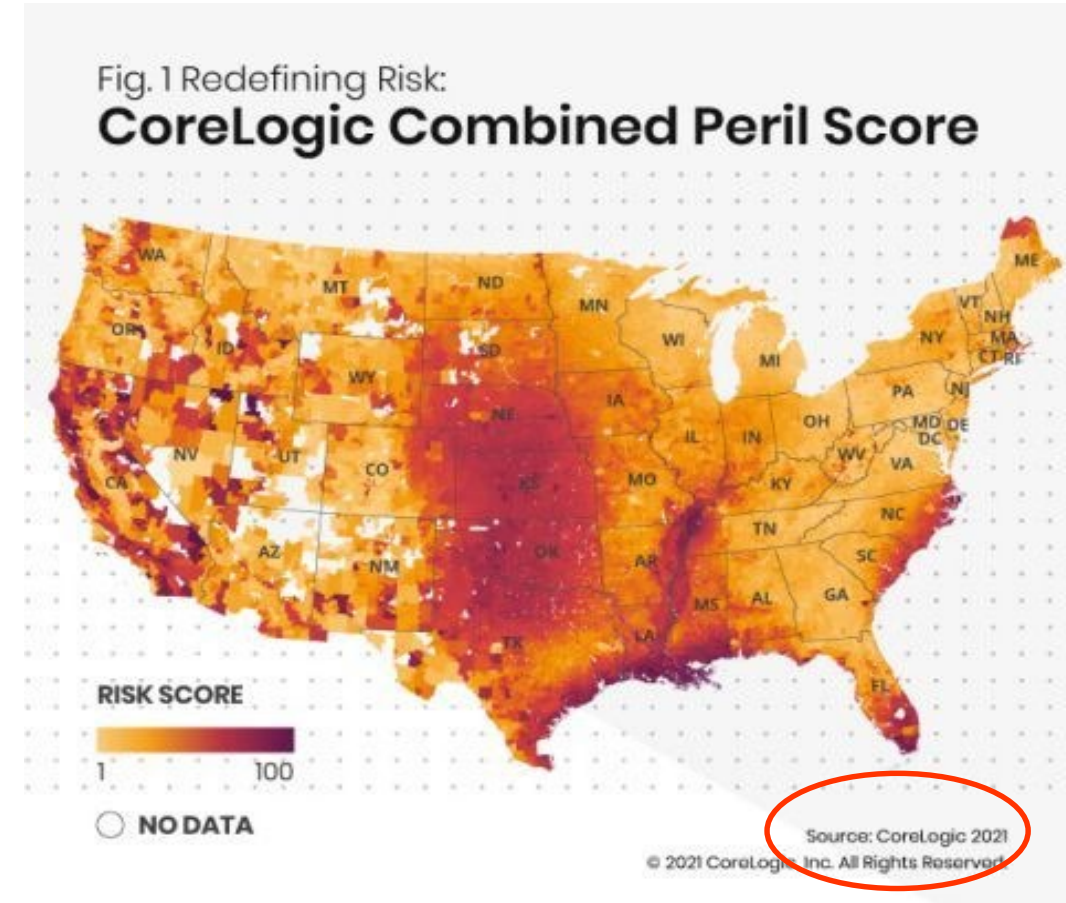 Fig. 1 Redefining Risk:
CoreLogic Combined Peril Score
WA
ME
MT
ND
MN
VT
NH
OR
ID
SD
WI
NY
MA
MI
CT RI
WY
PA
NJ
NE
IA
OH
MD DE
DC
IL
IN
NV
UT
CO
WV
VA
CA
KS
MO
KY
NC
TN
AZ
OK
NM
AR
SC
MS
AL
GA
LA
TX
FL
RISK SCORE
1
100
NO DATA
Source: CoreLogic 2021
© 2021 CoreLogic, Inc. All Rights Reserved.